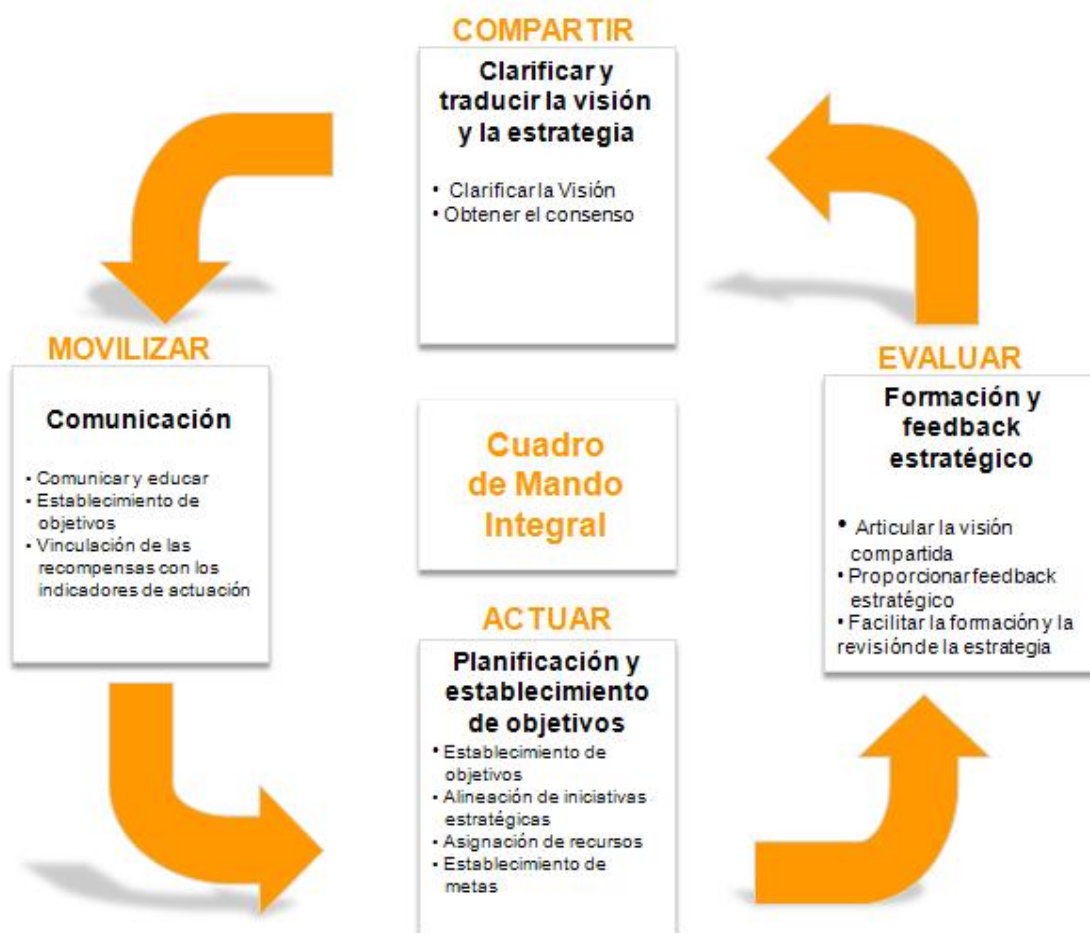 COMPARTIR
Clarificar y
traducir la visión
y la estrategia
• Clarificar la Visión
• Obtener el consenso
MOVILIZAR
Comunicación
• Comunicar y educar
• Establecimiento de
objetivos
• Vinculación de las
recompensas con los
indicadores de actuación
Cuadro
de Mando
Integral
EVALUAR
Formación y
feedback
estratégico
• Articular la visión
compartida
• Proporcionar feedback
estratégico
• Facilitar la formación y la
revisión de la estrategia
ACTUAR
Planificación y
establecimiento
de objetivos
• Establecimiento de
objetivos
• Alineación de iniciativas
estratégicas
• Asignación de recursos
• Establecimiento de
metas